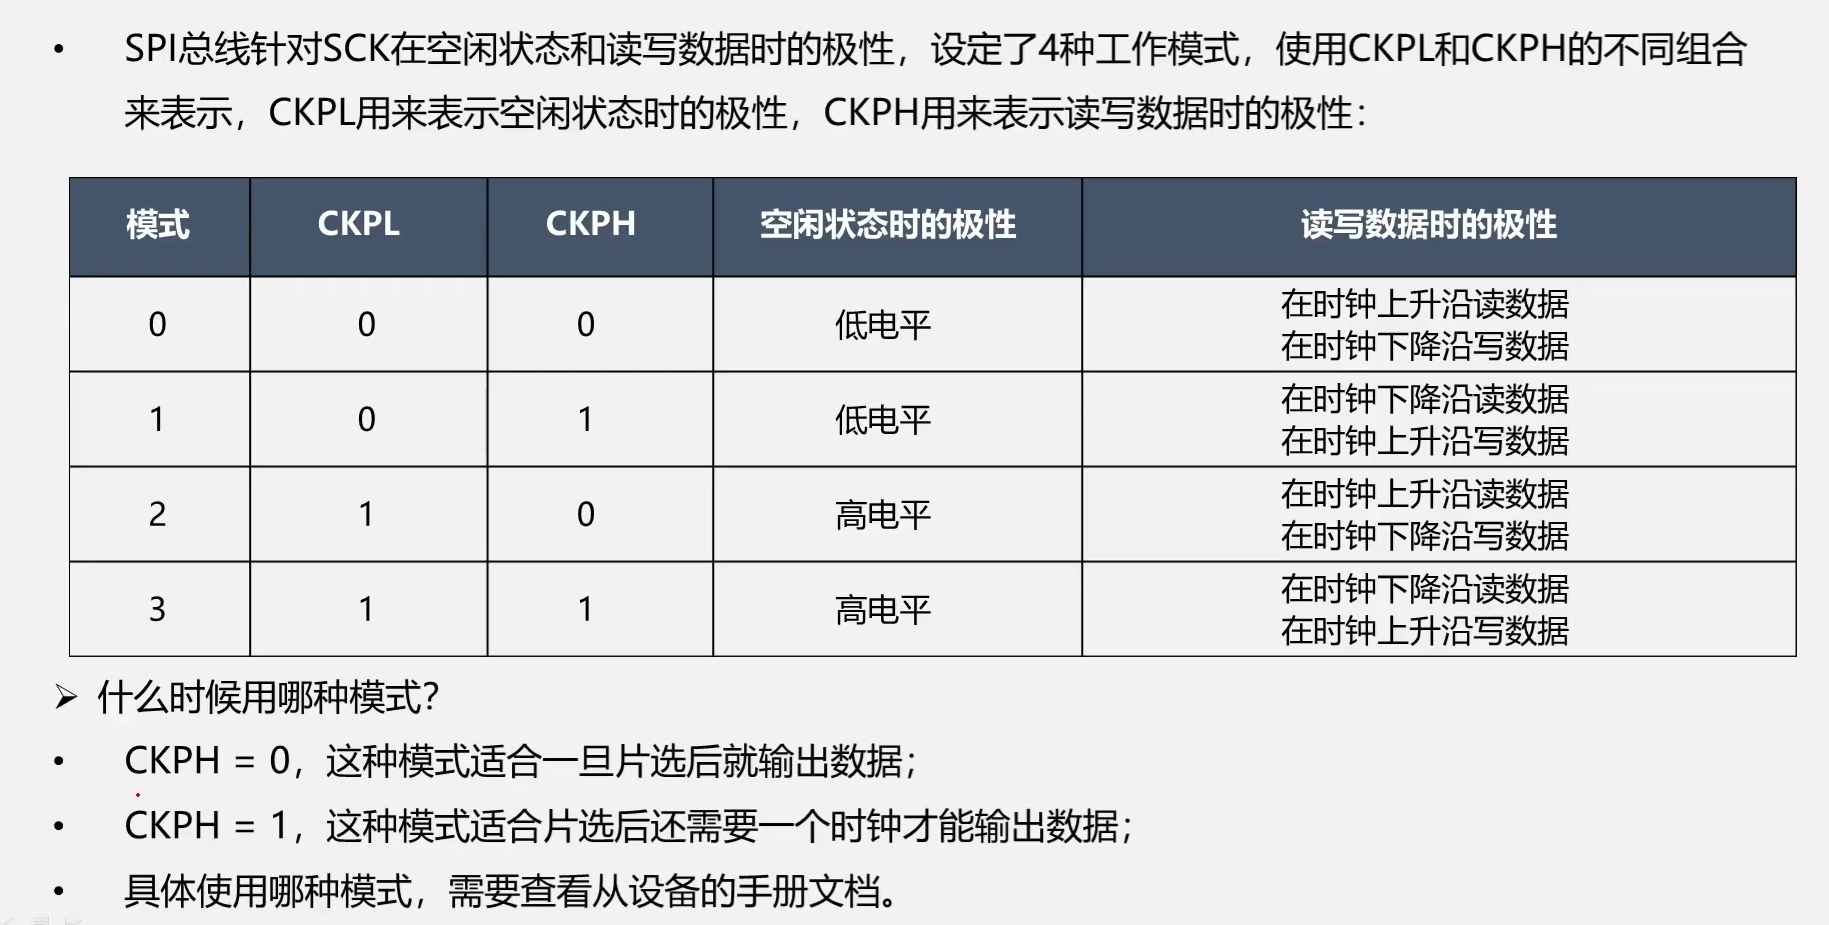 SPI总线针对SCK在空闲状态和读写数据时的极性，设定了4种工作模式，使用CKPL和CKPH的不同组合
来表示，CKPL用来表示空闲状态时的极性，CKPH用来表示读写数据时的极性：
模式 CKPL CKPH 空闲状态时的极性 读写数据时的极性
0 0 0 低电平 在时钟上升沿读数据
在时钟下降沿写数据
1 0 1 低电平 在时钟下降沿读数据
在时钟上升沿写数据
2 1 0 高电平 在时钟上升沿读数据
在时钟下降沿写数据
3 1 1 高电平 在时钟下降沿读数据
在时钟上升沿写数据
什么时候用哪种模式？
CKPH = 0，这种模式适合一旦片选后就输出数据；
CKPH = 1，这种模式适合片选后还需要一个时钟才能输出数据；
具体使用哪种模式，需要查看从设备的手册文档。